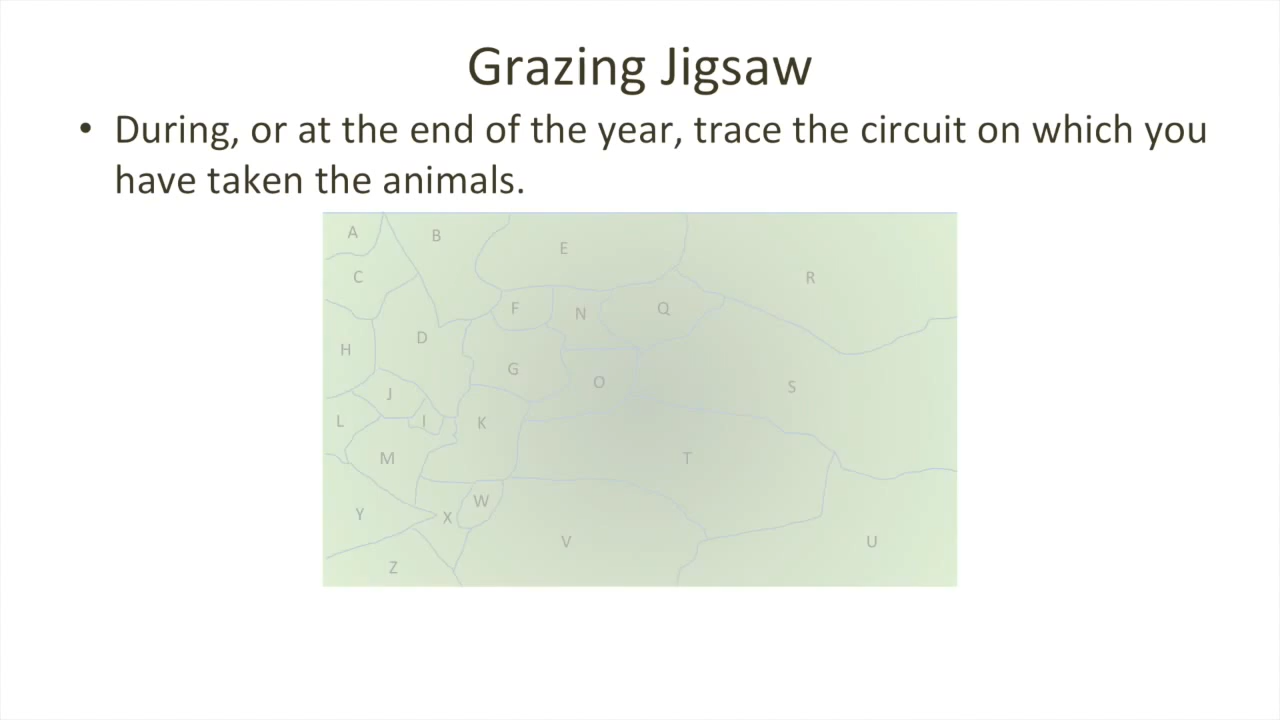 Grazing Jigsaw
• During, or at the end of the year, trace the circuit on which you
have taken the animals.
A
B
E
C
R
F
N
Q
D
H
G
O
S
J
L
I
K
M
T
W
Y
X
V
U
Z